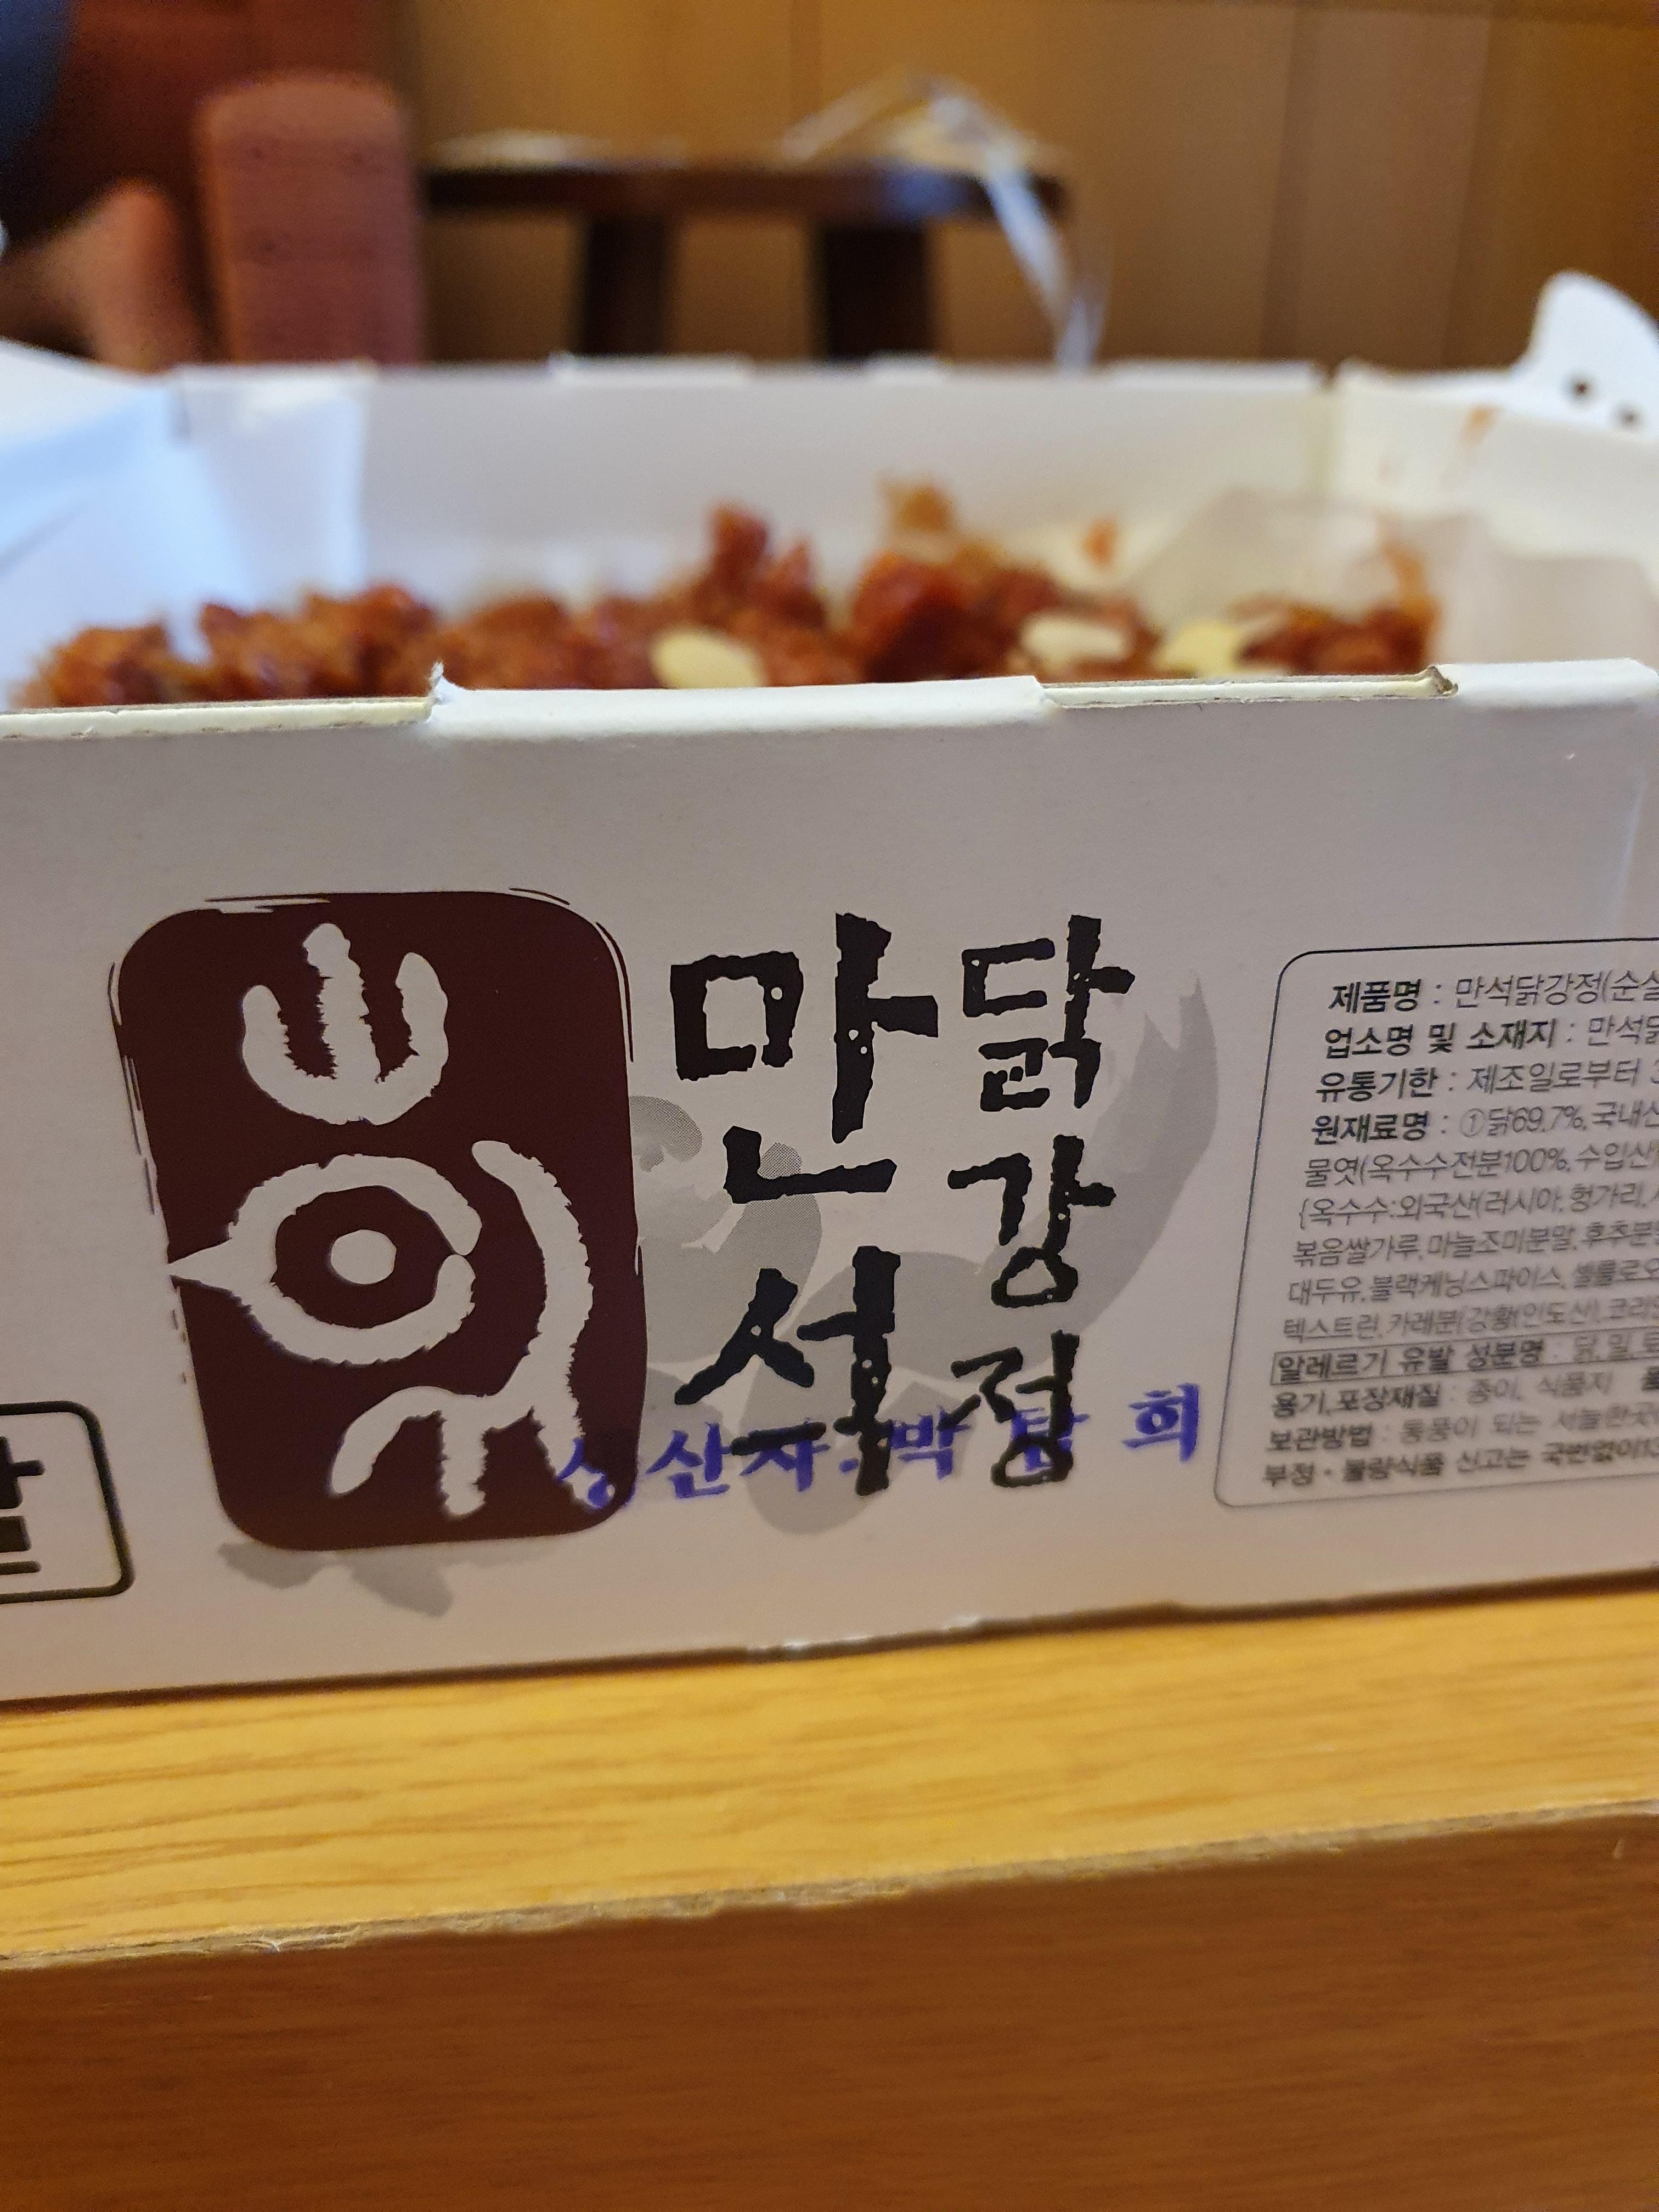 만석
닭강정
생산자:박 희
제품명 : 만석닭강정(순살
업소명 및 소재지 : 만석닭
유통기한 : 제조일로부터
원재료명 : ①닭69.7%,국내산
물엿(옥수수전분100%,수입산)
{옥수수:외국산(러시아,헝가리,
볶음쌀가루,마늘조미분말,후추분말
대두유,블랙케닝스파이스,셀룰로오
텍스트린,카레분{강황(인도산),코리
알레르기 유발 성분명 : 닭,밀,
용기,포장재질 : 종이, 식품지
보관방법 : 통풍이 되는 서늘한곳
부정·불량식품 신고는 국번없이13